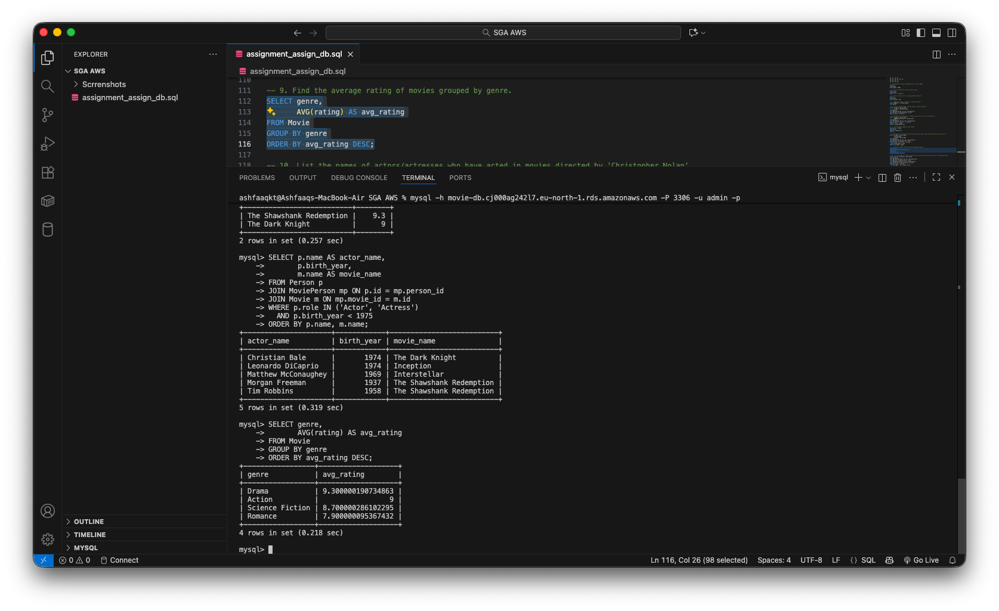 SGA AWS
EXPLORER
SGA AWS
Scrrenshots
assignment_assign_db.sql
OUTLINE
TIMELINE
MYSQL
assignment_assign_db.sql
assignment_assign_db.sql
110
111 -- 9. Find the average rating of movies grouped by genre.
112 SELECT genre,
113 AVG(rating) AS avg_rating
114 FROM Movie
115 GROUP BY genre
116 ORDER BY avg_rating DESC;
117
118 -- 10. List the names of actors/actresses who have acted in movies directed by 'Christopher Nolan'
PROBLEMS OUTPUT DEBUG CONSOLE TERMINAL PORTS mysql
ashfaaqkt@Ashfaaqs-MacBook-Air SGA AWS % mysql -h movie-db.cj000ag242l7.eu-north-1.rds.amazonaws.com -P 3306 -u admin -p
+---------------------------+--------+
| The Shawshank Redemption | 9.3 |
| The Dark Knight | 9 |
+---------------------------+--------+
2 rows in set (0.257 sec)
mysql> SELECT p.name AS actor_name,
-> p.birth_year,
-> m.name AS movie_name
-> FROM Person p
-> JOIN MoviePerson mp ON p.id = mp.person_id
-> JOIN Movie m ON mp.movie_id = m.id
-> WHERE p.role IN ('Actor', 'Actress')
-> AND p.birth_year < 1975
-> ORDER BY p.name, m.name;
+---------------------+------------+--------------------------+
| actor_name | birth_year | movie_name |
+---------------------+------------+--------------------------+
| Christian Bale | 1974 | The Dark Knight |
| Leonardo DiCaprio | 1974 | Inception |
| Matthew McConaughey | 1969 | Interstellar |
| Morgan Freeman | 1937 | The Shawshank Redemption |
| Tim Robbins | 1958 | The Shawshank Redemption |
+---------------------+------------+--------------------------+
5 rows in set (0.319 sec)
mysql> SELECT genre,
-> AVG(rating) AS avg_rating
-> FROM Movie
-> GROUP BY genre
-> ORDER BY avg_rating DESC;
+-----------------+-------------------+
| genre | avg_rating |
+-----------------+-------------------+
| Drama | 9.300000190734863 |
| Action | 9 |
| Science Fiction | 8.700000286102295 |
| Romance | 7.900000095367432 |
+-----------------+-------------------+
4 rows in set (0.218 sec)
mysql>
0 0 Connect Ln 116, Col 26 (98 selected) Spaces: 4 UTF-8 LF {} SQL Go Live